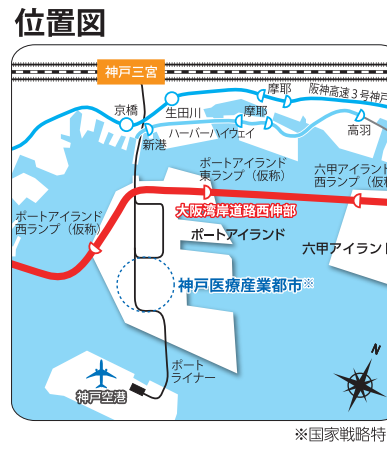 位置図
神戸三宮
摩耶
阪神高速3号神戸
京橋
生田川
摩耶
ハーバーハイウェイ
新港
高羽
ポートアイランド
東ランプ（仮称）
六甲アイラン
西ランプ（仮
大阪湾岸道路西伸部
ポートアイランド
西ランプ（仮称）
ポートアイランド
六甲アイラン
神戸医療産業都市※
ポート
ライナー
神戸空港
N
※国家戦略特